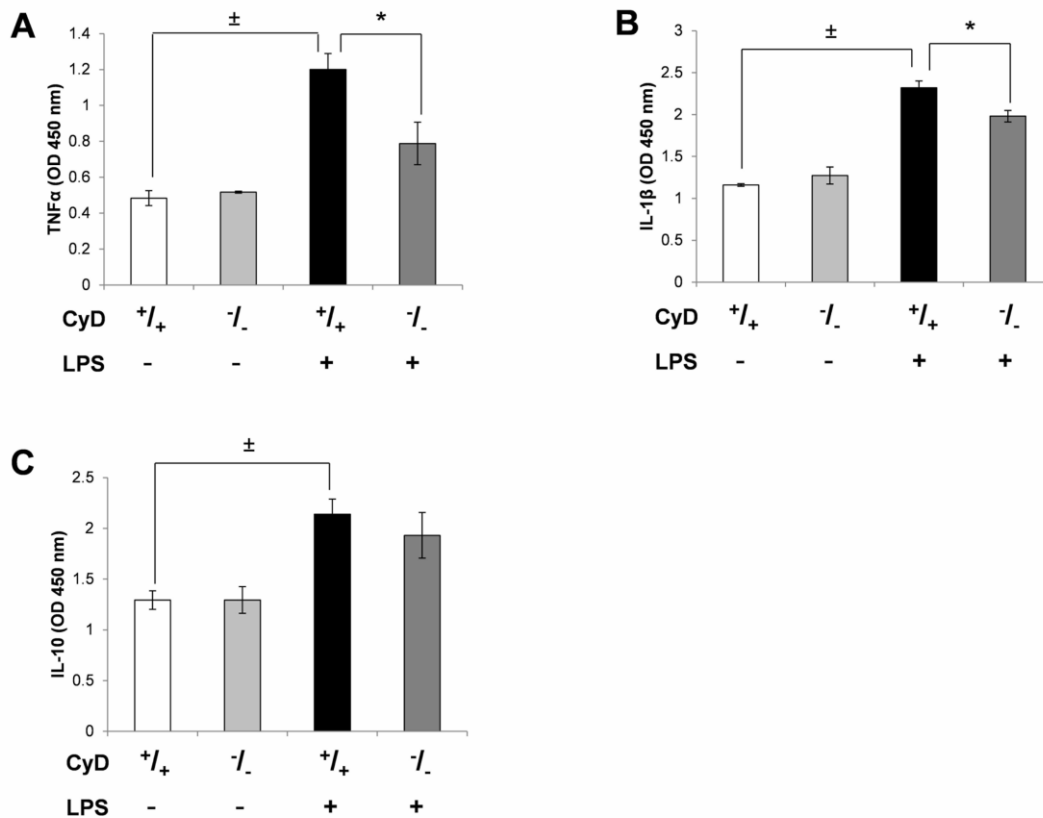 A
±
*
TNFα (OD 450 nm)
1.4
1.2
1
0.8
0.6
0.4
0.2
0
CyD +/+ -/- +/+ -/-
LPS - - + +
B
±
*
IL-1β (OD 450 nm)
3
2.5
2
1.5
1
0.5
0
CyD +/+ -/- +/+ -/-
LPS - - + +
C
±
IL-10 (OD 450 nm)
2.5
2
1.5
1
0.5
0
CyD +/+ -/- +/+ -/-
LPS - - + +